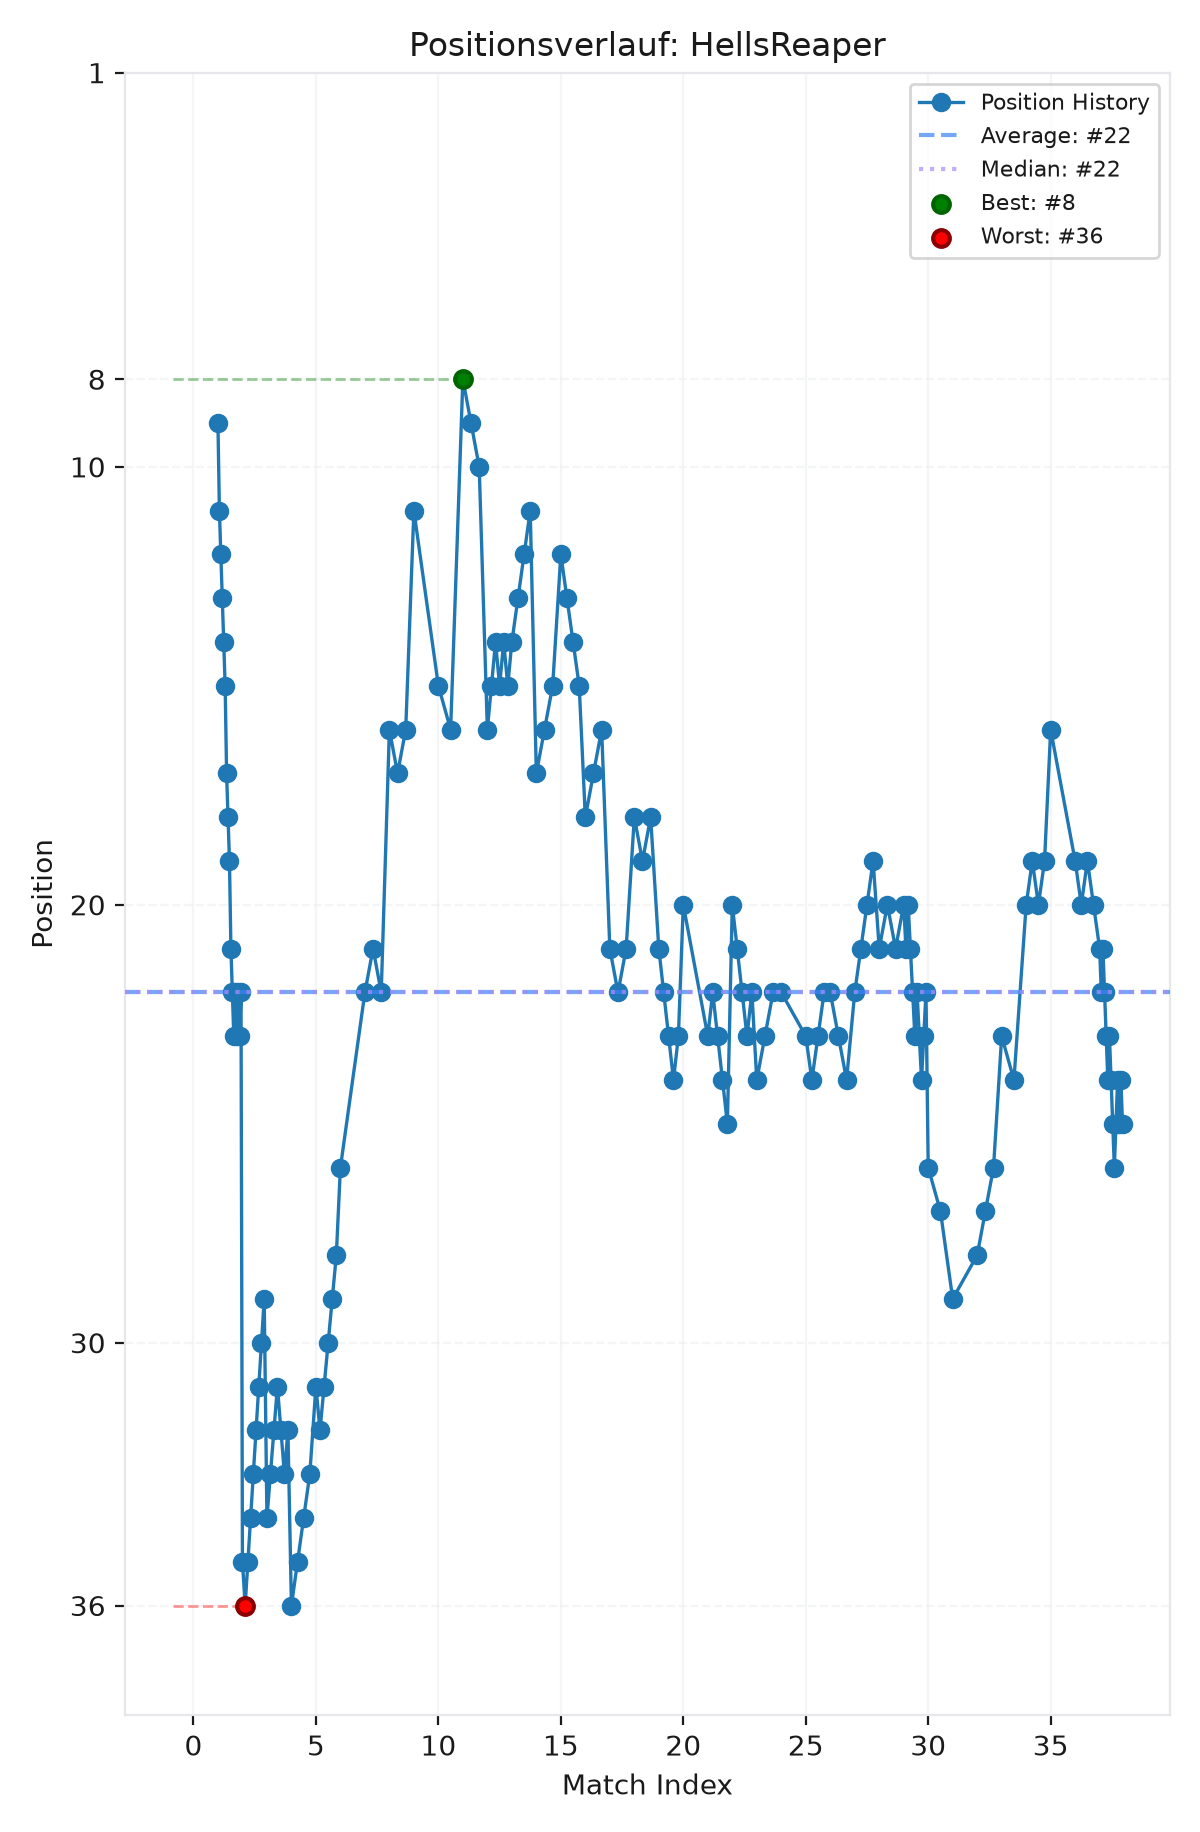 Positionsverlauf: HellsReaper
Position History
Average: #22
Median: #22
Best: #8
Worst: #36
Position
1
8
10
20
30
36
0 5 10 15 20 25 30 35
Match Index